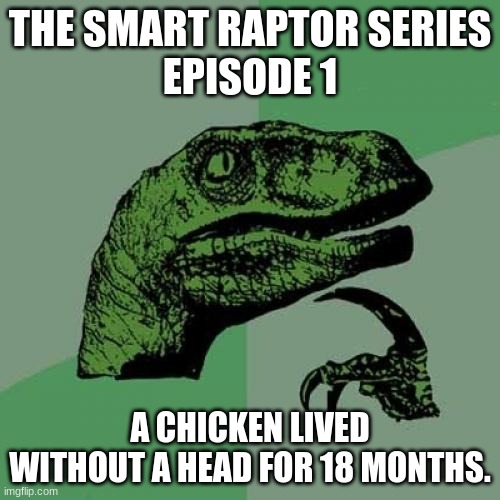 THE SMART RAPTOR SERIES
EPISODE 1
A CHICKEN LIVED
WITHOUT A HEAD FOR 18 MONTHS.
imgflip.com